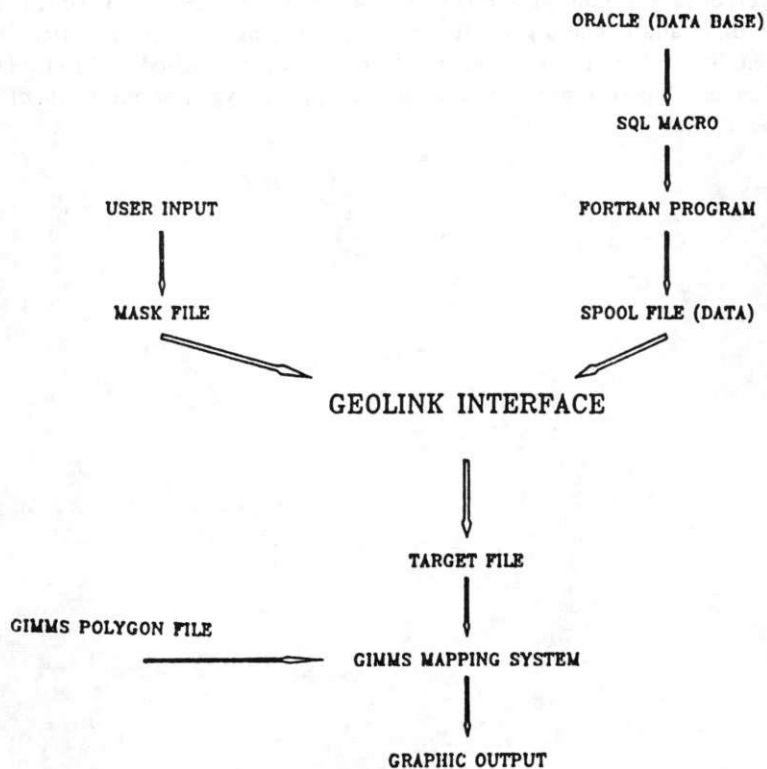 ORACLE (DATA BASE)
SQL MACRO
USER INPUT
FORTRAN PROGRAM
MASK FILE
SPOOL FILE (DATA)
GEOLINK INTERFACE
TARGET FILE
GIMMS POLYGON FILE
GIMMS MAPPING SYSTEM
GRAPHIC OUTPUT